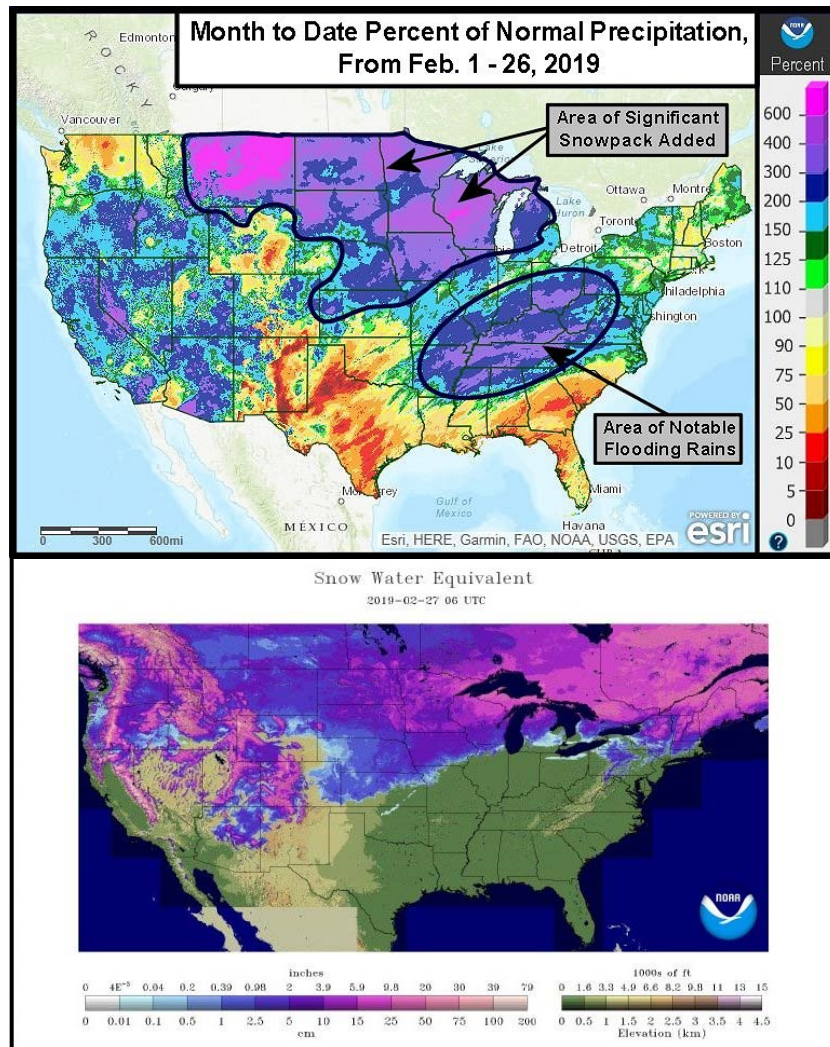 Month to Date Percent of Normal Precipitation,
From Feb. 1 - 26, 2019
Percent
Edmonton
ROCKY
Vancouver
Area of Significant
Snowpack Added
Lake
Ottawa
Montre
Lake
Huron
Toronto
Detroit
Boston
Philadelphia
shington
Area of Notable
Flooding Rains
Miami
Gulf of
Mexico
Havana
MÉXICO
0 300 600mi
Esri, HERE, Garmin, FAO, NOAA, USGS, EPA
POWERED BY
esri
600
400
300
200
150
125
110
100
90
75
50
25
10
5
0
?
Snow Water Equivalent
2019-02-27 06 UTC
NOAA
inches
0 4E⁻³ 0.04 0.2 0.39 0.98 2 3.9 5.9 9.8 20 30 39 79
0 0.01 0.1 0.5 1 2.5 5 10 15 25 50 75 100 200
cm
1000s of ft
0 1.6 3.3 4.9 6.6 8.2 9.8 11 13 15
0 0.5 1 1.5 2 2.5 3 3.5 4 4.5
Elevation (km)